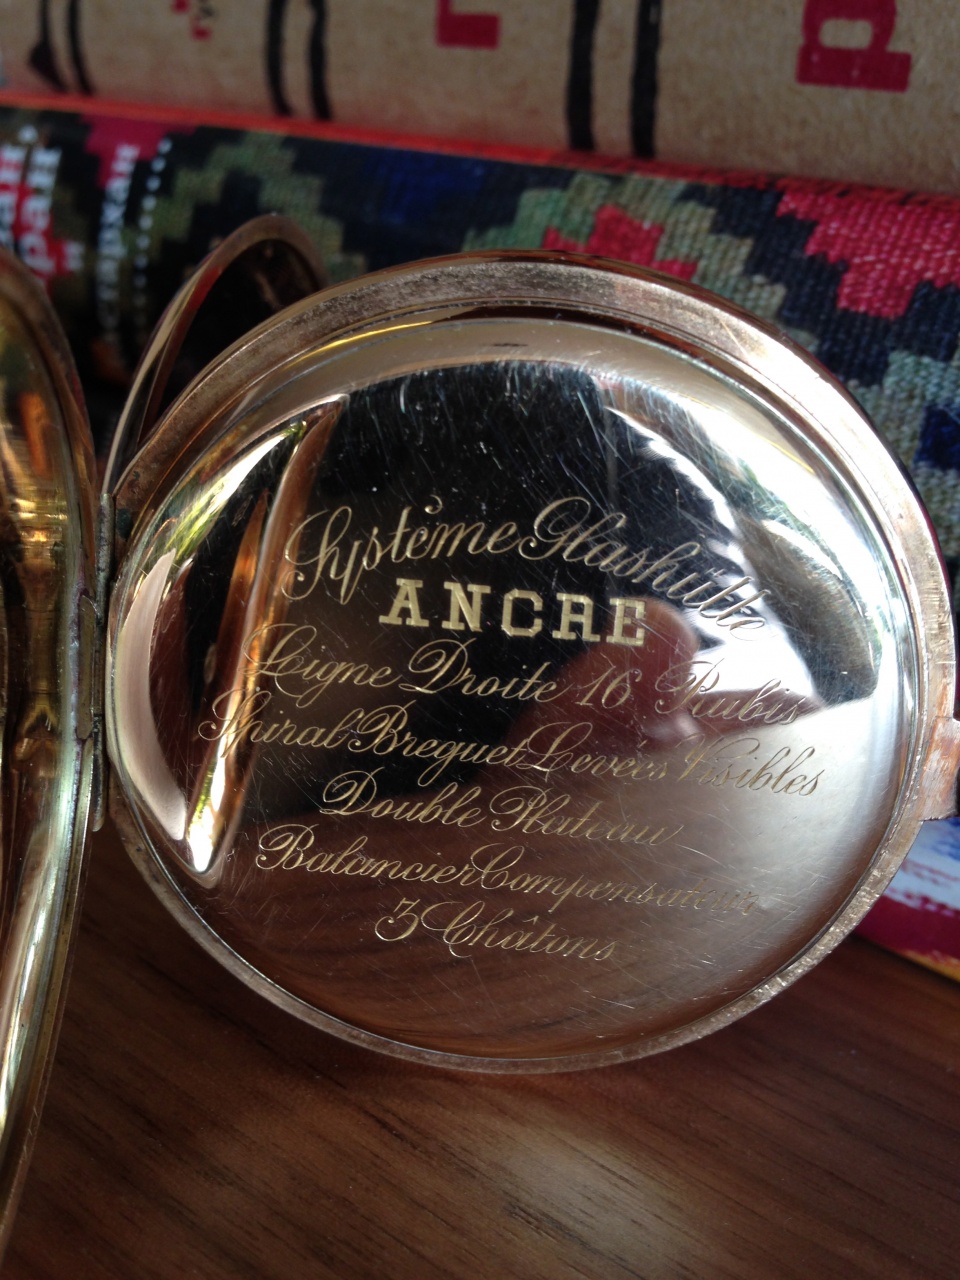 Système Glashütte
ANCRE
Ligne Droite 16 Rubis
Spiral Breguet Levées Visibles
Double Plateau
Balancier Compensateur
3 Châtons